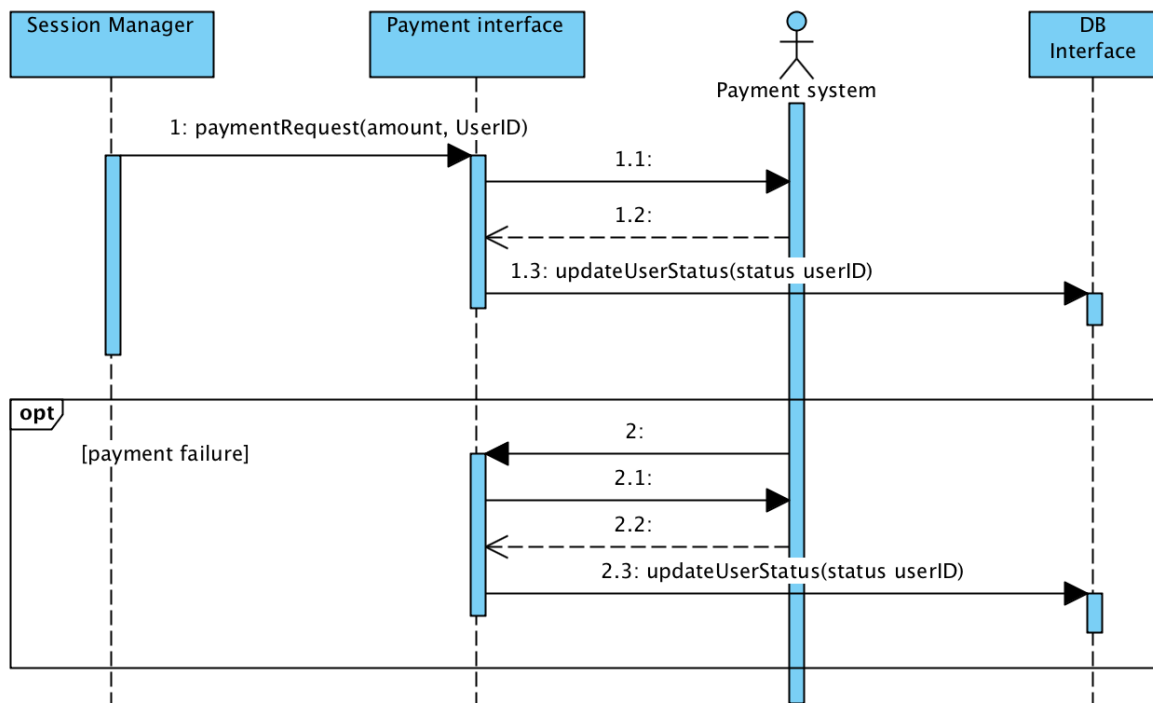 Session Manager
Payment interface
Payment system
DB
Interface
1: paymentRequest(amount, UserID)
1.1:
1.2:
1.3: updateUserStatus(status userID)
opt
[payment failure]
2:
2.1:
2.2:
2.3: updateUserStatus(status userID)